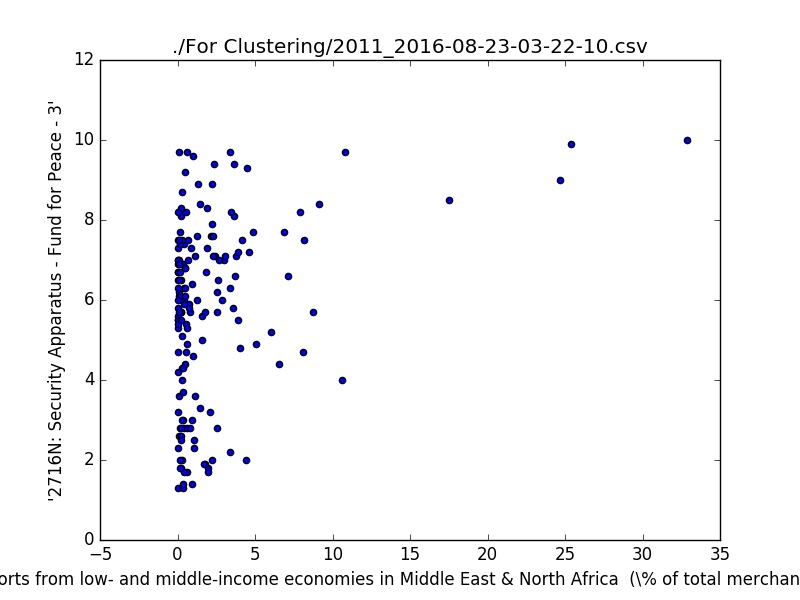 ./For Clustering/2011_2016-08-23-03-22-10.csv
'2716N: Security Apparatus - Fund for Peace - 3'
12
10
8
6
4
2
0
−5 0 5 10 15 20 25 30 35
orts from low- and middle-income economies in Middle East & North Africa (\% of total merchan